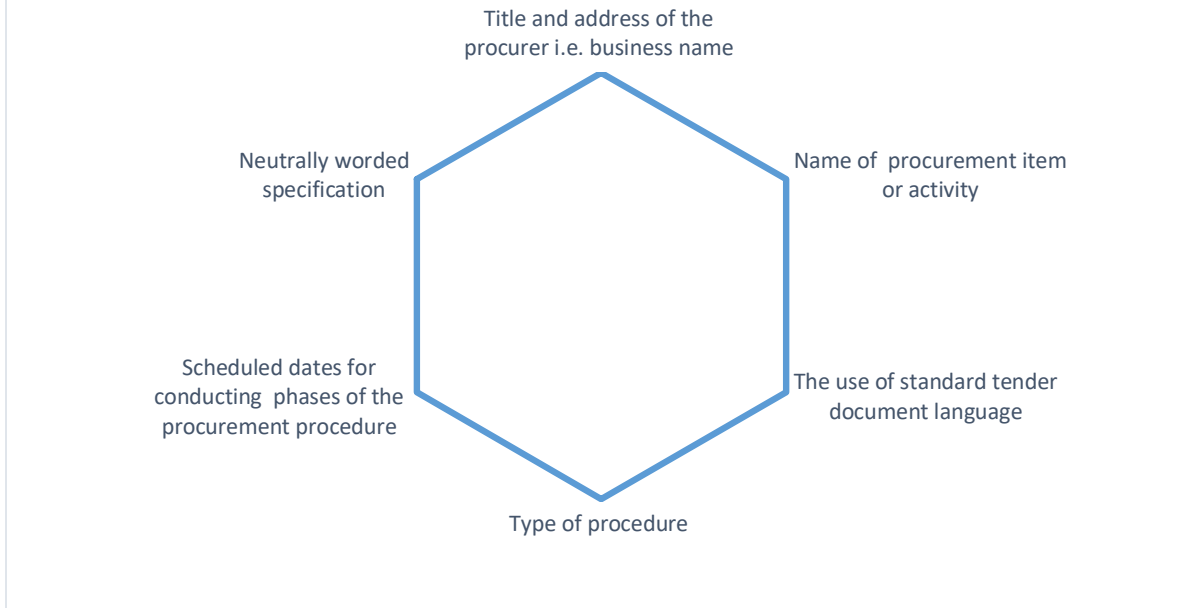 Title and address of the
procurer i.e. business name
Neutrally worded
specification
Name of  procurement item
or activity
Scheduled dates for
conducting  phases of the
procurement procedure
The use of standard tender
document language
Type of procedure